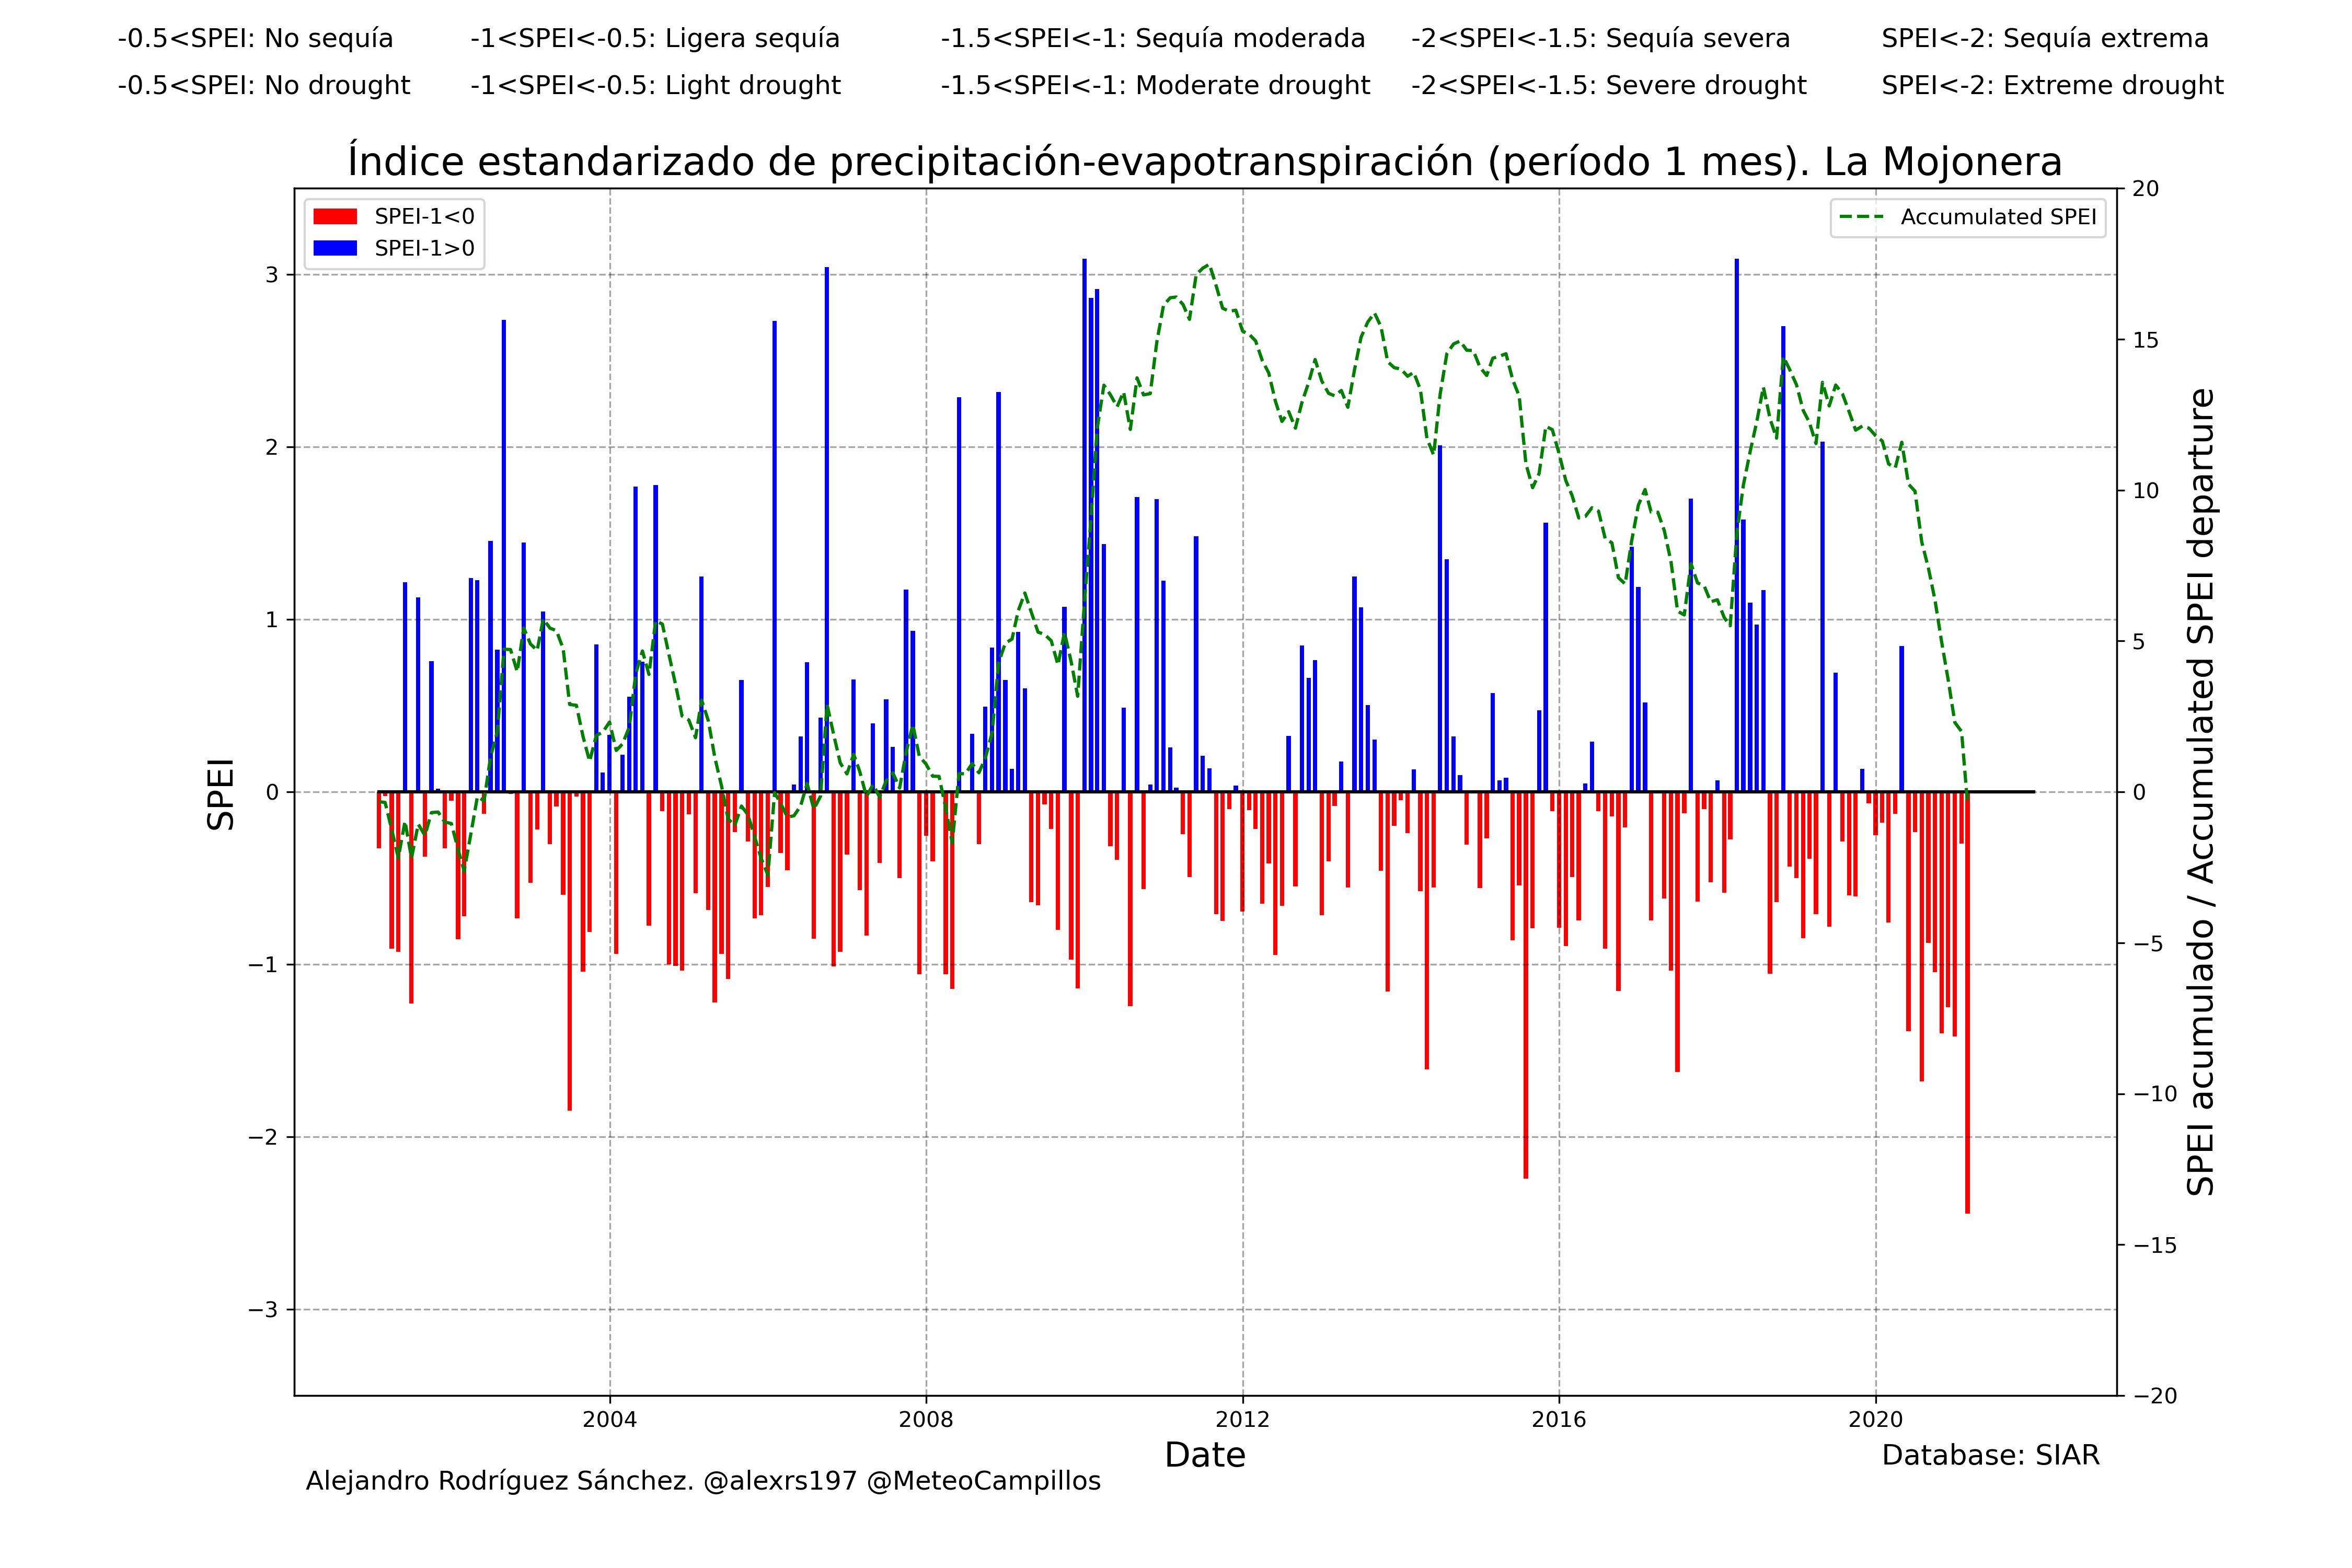 -0.5<SPEI: No sequía -1<SPEI<-0.5: Ligera sequía -1.5<SPEI<-1: Sequía moderada -2<SPEI<-1.5: Sequía severa SPEI<-2: Sequía extrema
-0.5<SPEI: No drought -1<SPEI<-0.5: Light drought -1.5<SPEI<-1: Moderate drought -2<SPEI<-1.5: Severe drought SPEI<-2: Extreme drought
Índice estandarizado de precipitación-evapotranspiración (período 1 mes). La Mojonera
SPEI-1<0
SPEI-1>0
Accumulated SPEI
SPEI
3
2
1
0
−1
−2
−3
20
15
10
5
0
−5
−10
−15
−20
SPEI acumulado / Accumulated SPEI departure
2004 2008 2012 2016 2020
Date
Database: SIAR
Alejandro Rodríguez Sánchez. @alexrs197 @MeteoCampillos